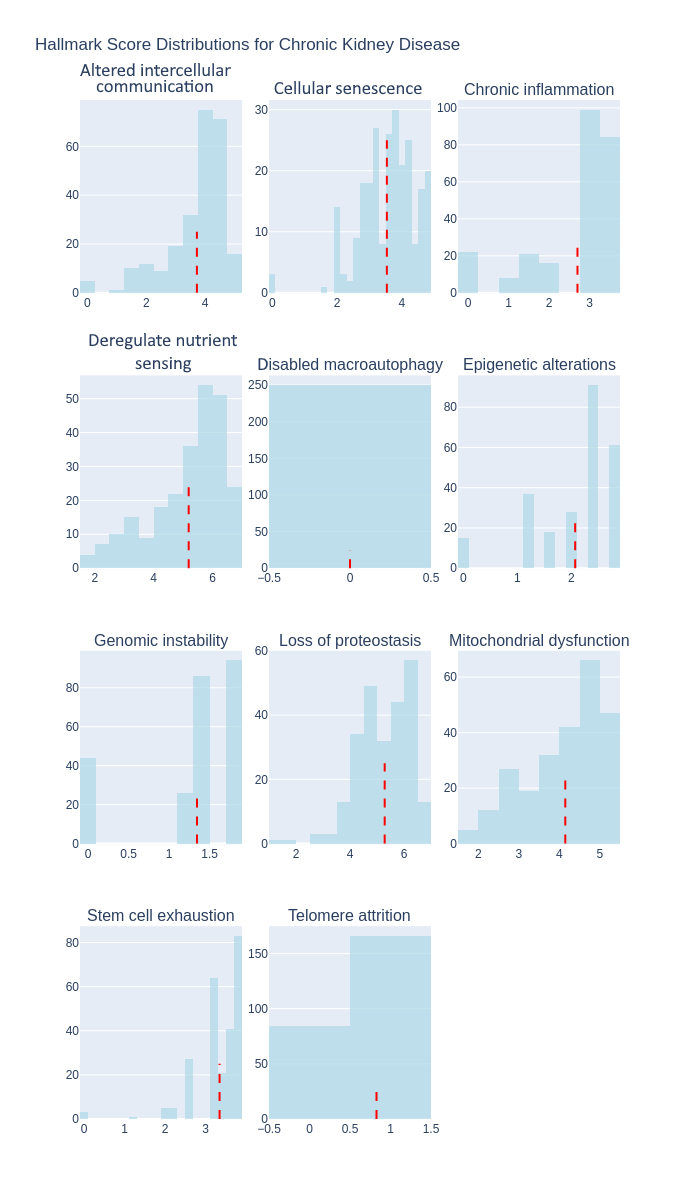 Hallmark Score Distributions for Chronic Kidney Disease
Altered intercellular
communication
Cellular senescence
Chronic inflammation
60
40
20
0
0 2 4
30
20
10
0
0 2 4
100
80
60
40
20
0
0 1 2 3
Deregulate nutrient
sensing
Disabled macroautophagy
Epigenetic alterations
50
40
30
20
10
0
2 4 6
250
200
150
100
50
0
−0.5 0 0.5
80
60
40
20
0
0 1 2
Genomic instability
Loss of proteostasis
Mitochondrial dysfunction
80
60
40
20
0
0 0.5 1 1.5
60
40
20
0
2 4 6
60
40
20
0
2 3 4 5
Stem cell exhaustion
Telomere attrition
80
60
40
20
0
0 1 2 3
150
100
50
0
−0.5 0 0.5 1 1.5